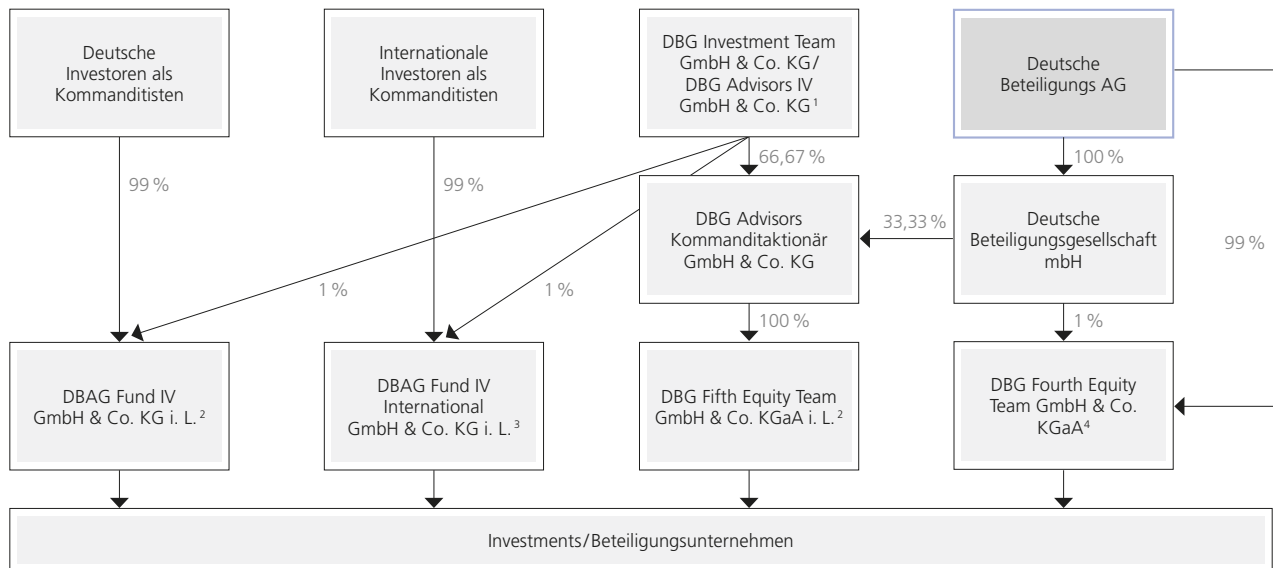 Deutsche
Investoren als
Kommanditisten
Internationale
Investoren als
Kommanditisten
DBG Investment Team
GmbH & Co. KG/
DBG Advisors IV
GmbH & Co. KG¹
Deutsche
Beteiligungs AG
99 %
99 %
66,67 %
100 %
DBG Advisors
Kommanditaktionär
GmbH & Co. KG
33,33 %
Deutsche
Beteiligungsgesellschaft
mbH
99 %
1 %
1 %
100 %
1 %
DBAG Fund IV
GmbH & Co. KG i. L.²
DBAG Fund IV
International
GmbH & Co. KG i. L.³
DBG Fifth Equity Team
GmbH & Co. KGaA i. L.²
DBG Fourth Equity
Team GmbH & Co.
KGaA⁴
Investments/Beteiligungsunternehmen